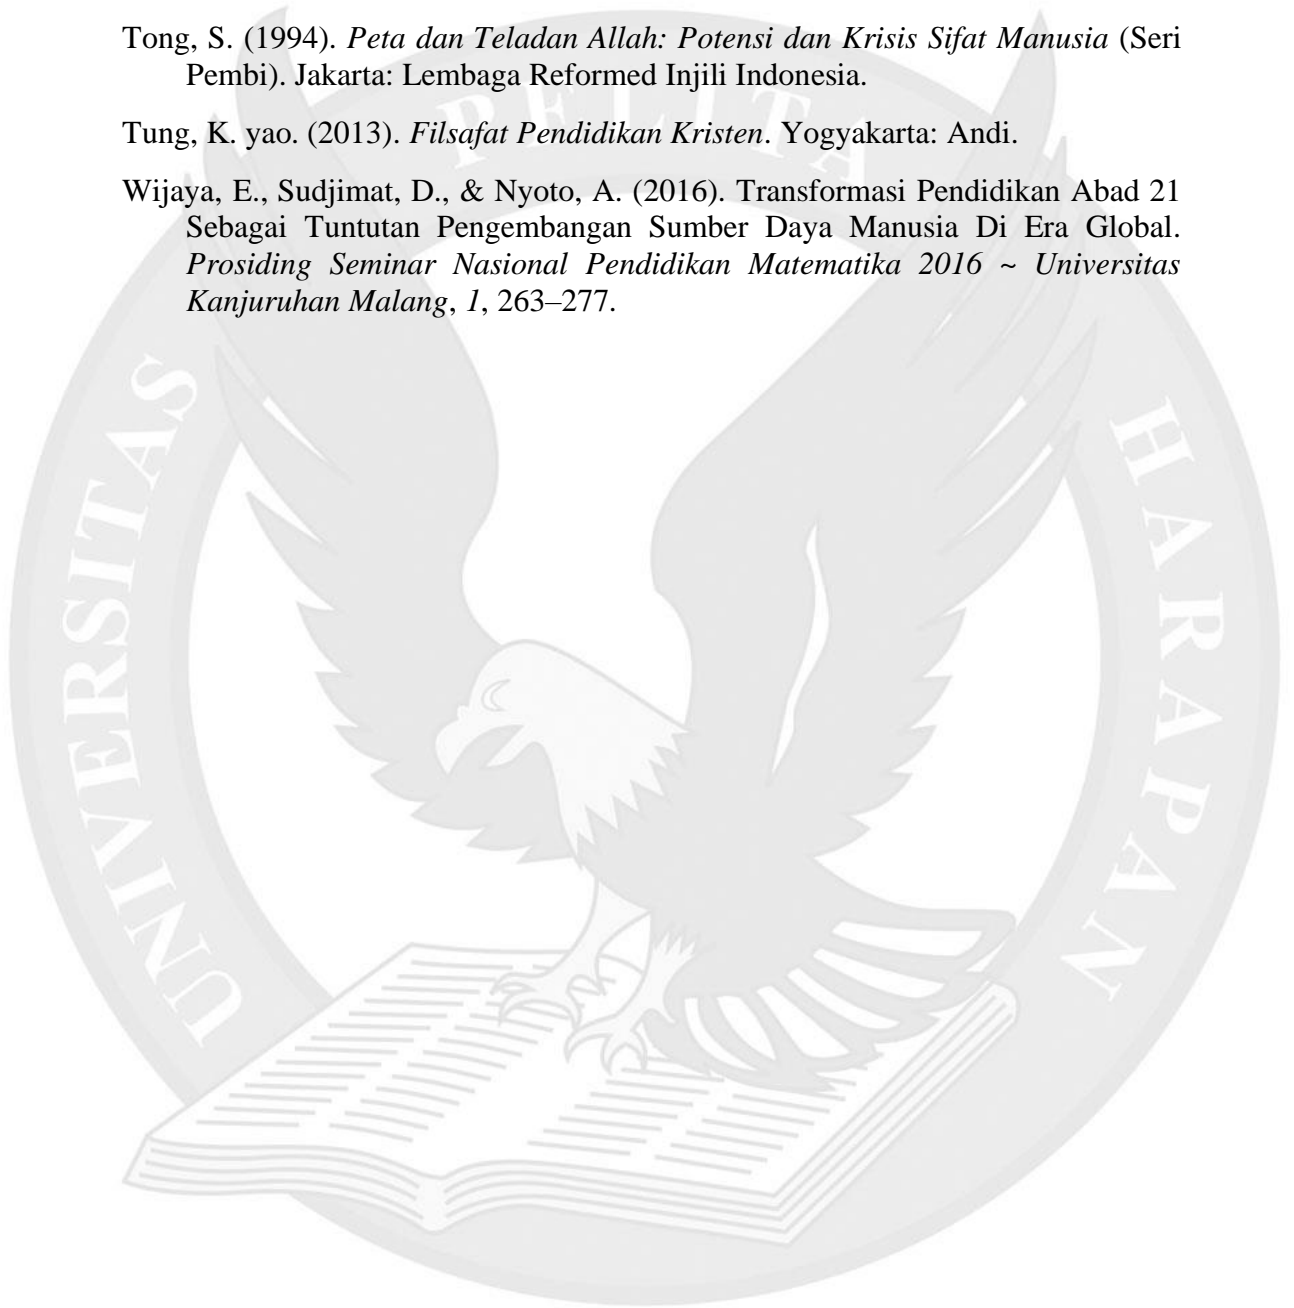 Tong, S. (1994). Peta dan Teladan Allah: Potensi dan Krisis Sifat Manusia (Seri
Pembi). Jakarta: Lembaga Reformed Injili Indonesia.
Tung, K. yao. (2013). Filsafat Pendidikan Kristen. Yogyakarta: Andi.
Wijaya, E., Sudjimat, D., & Nyoto, A. (2016). Transformasi Pendidikan Abad 21
Sebagai Tuntutan Pengembangan Sumber Daya Manusia Di Era Global.
Prosiding Seminar Nasional Pendidikan Matematika 2016 ~ Universitas
Kanjuruhan Malang, 1, 263–277.
UNIVERSITAS PELITA HARAPAN